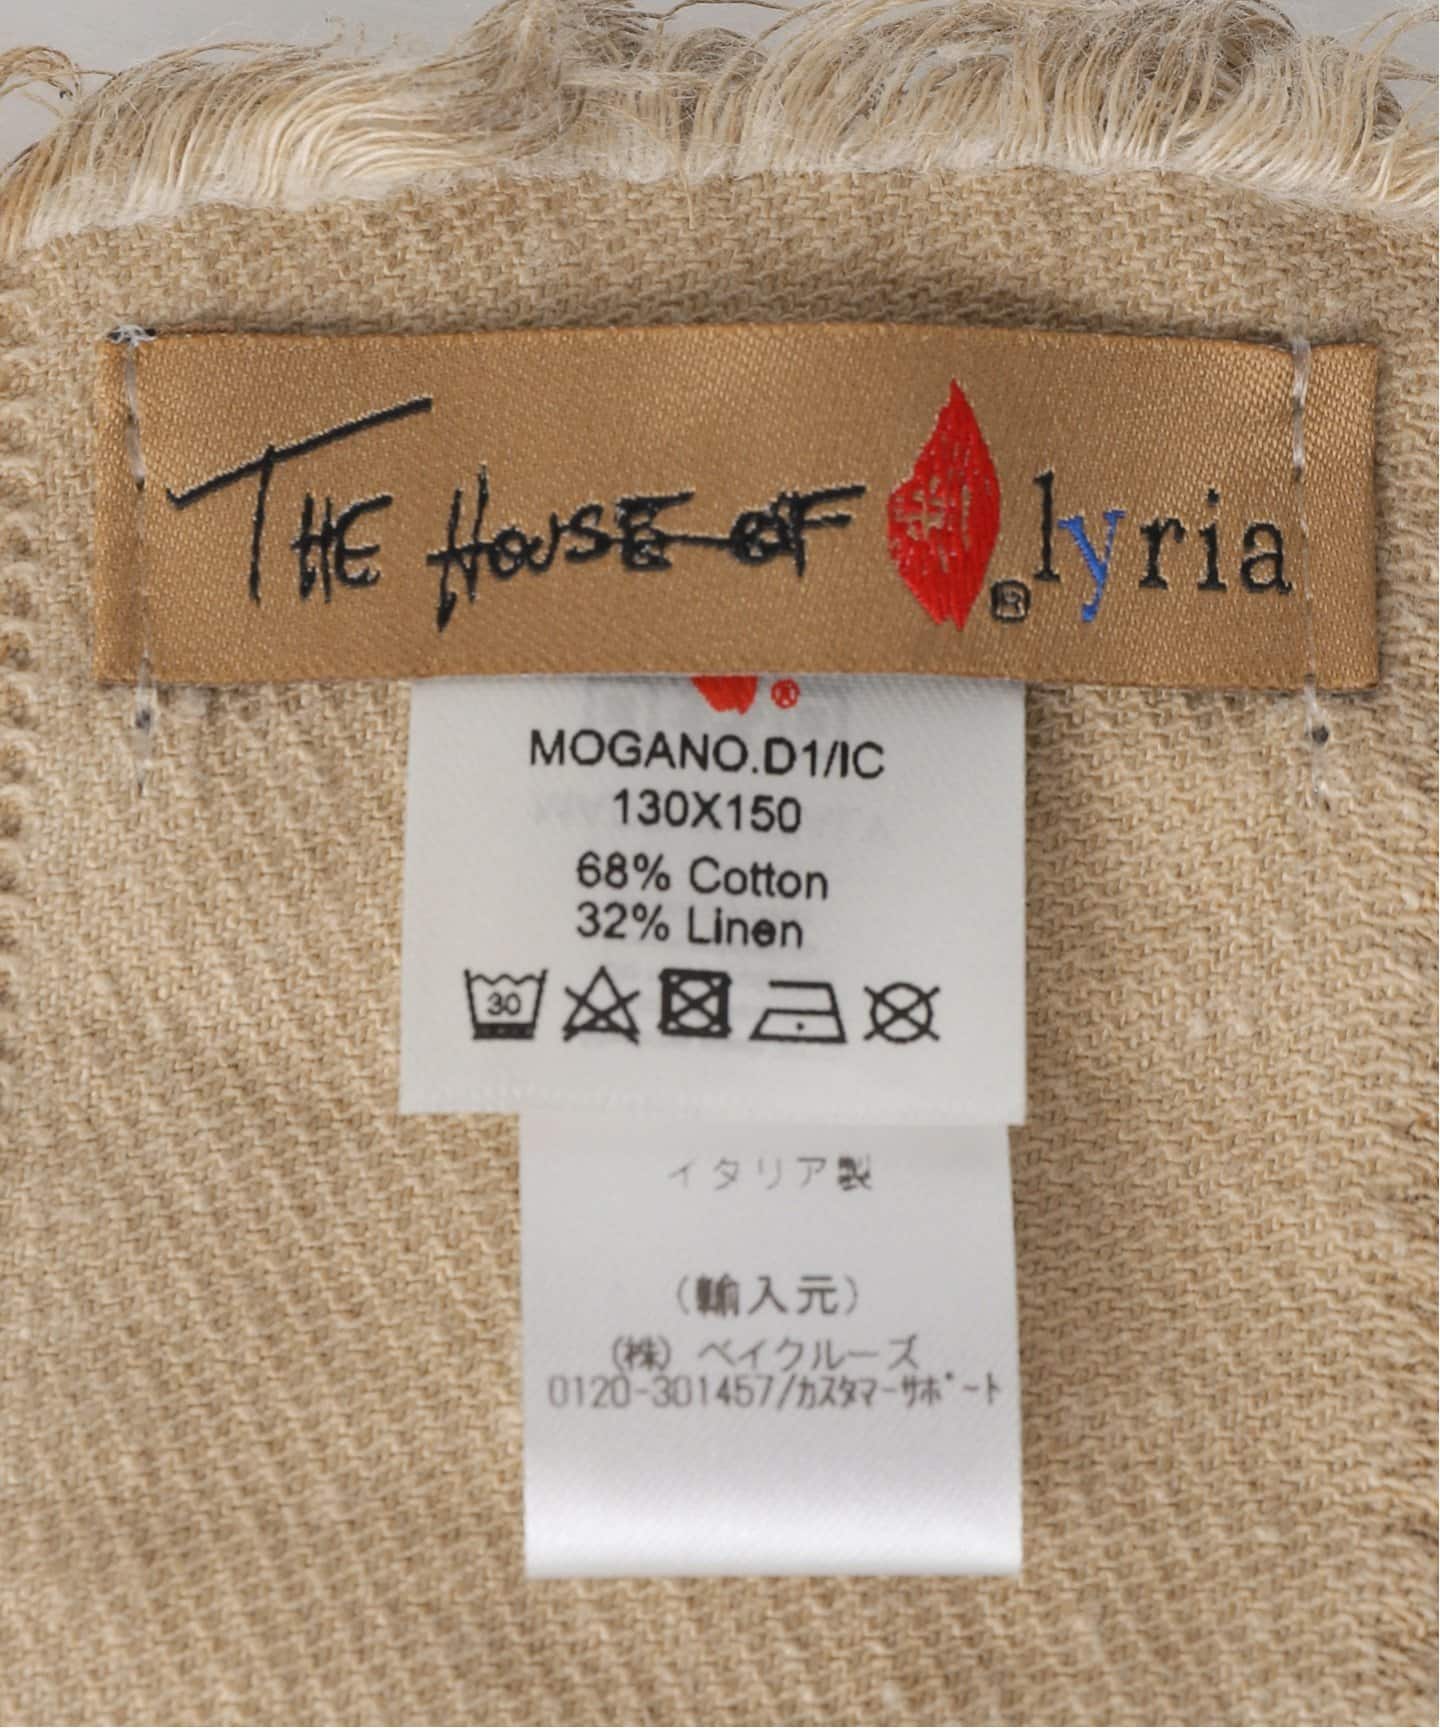 THE HOUSE OF ® lyria
®
MOGANO.D1/IC
130X150
68% Cotton
32% Linen
30
イタリア製
(輸入元)
(株) ベイクルーズ
0120-301457/カスタマーサポート